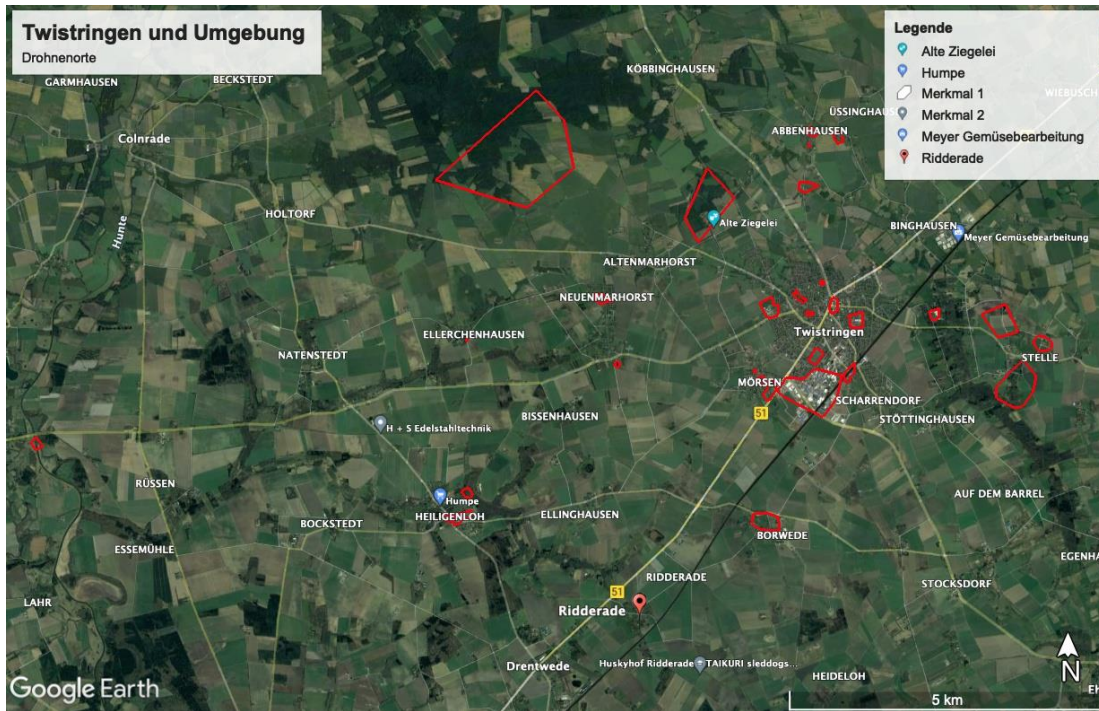 Twistringen und Umgebung
Drohnenorte
Legende
Alte Ziegelei
Humpe
Merkmal 1
Merkmal 2
Meyer Gemüsebearbeitung
Ridderade
GARMHAUSEN
BECKSTEDT
KÖBBINGHAUSEN
ÜSSINGHAUS
ABBENHAUSEN
Colnrade
Hunte
HOLTORF
Alte Ziegelei
BINGHAUSEN
Meyer Gemüsebearbeitung
ALTENMARHORST
NEUENMARHORST
ELLERCHENHAUSEN
Twistringen
NATENSTEDT
STELLE
MÖRSEN
SCHARRENDORF
BISSENHAUSEN
51
STÖTTINGHAUSEN
H + S Edelstahltechnik
RÜSSEN
Humpe
HEILIGENLOH
AUF DEM BARREL
BOCKSTEDT
ELLINGHAUSEN
BORWEDE
ESSEMÜHLE
EGENHA
RIDDERADE
STOCKSDORF
51
LAHR
Ridderade
Drentwede
Huskyhof Ridderade
TAIKURI sleddogs...
HEIDELOH
N
Google Earth
5 km